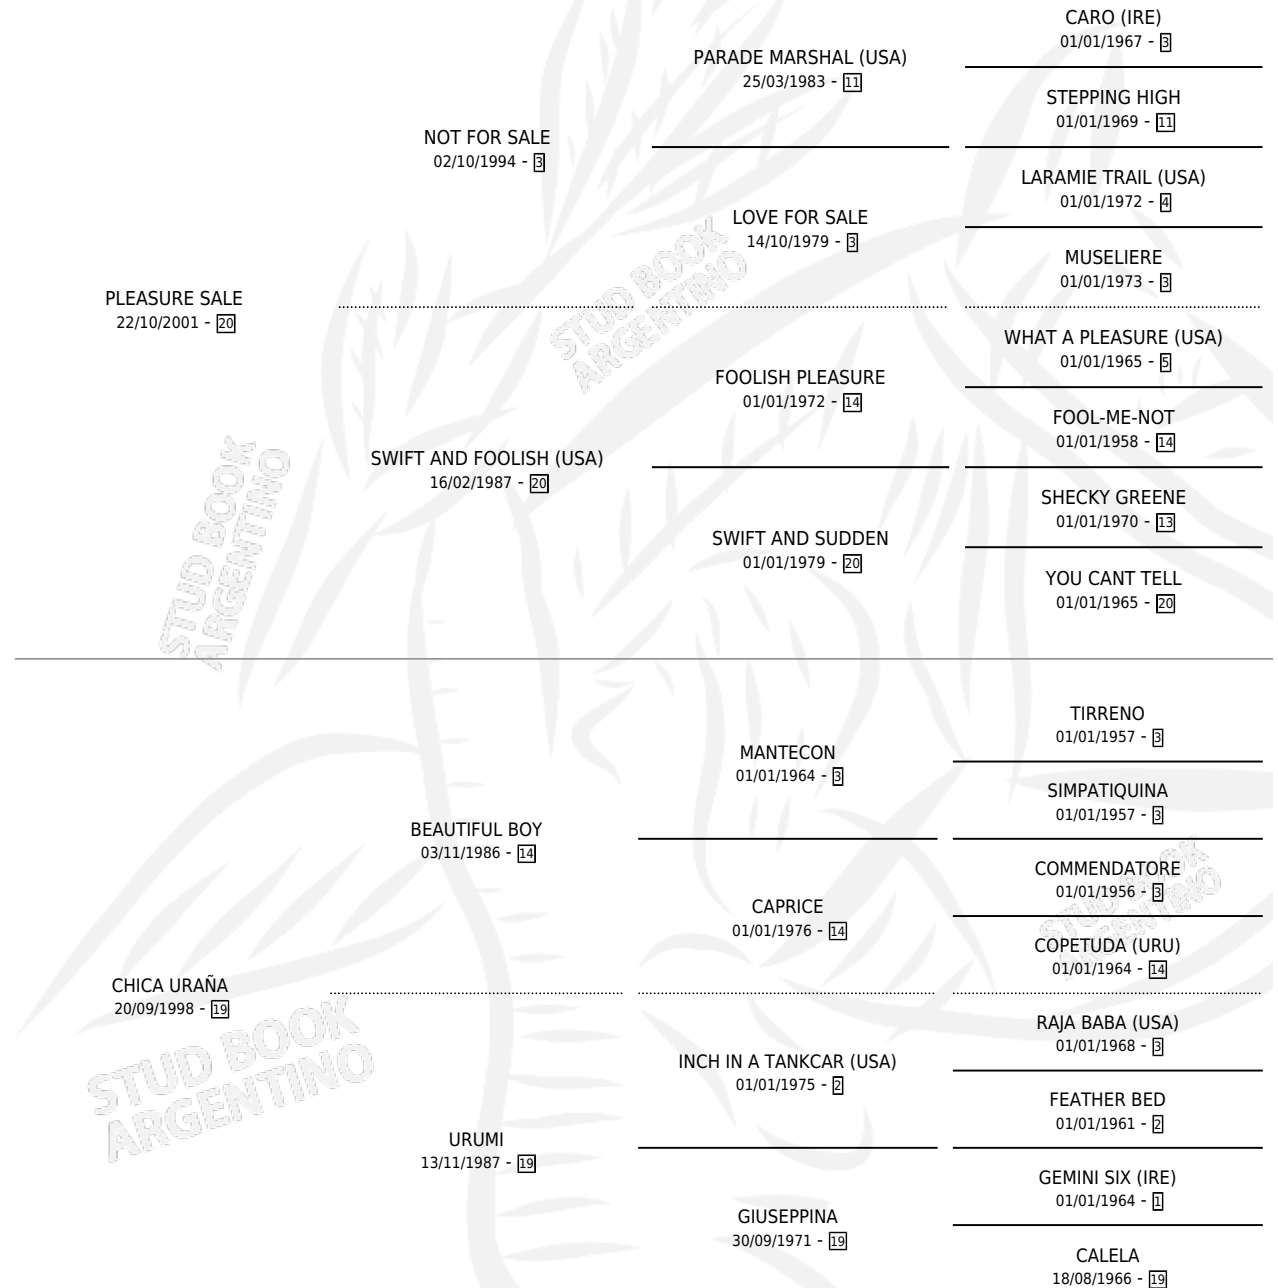 CARO (IRE)
01/01/1967 - 3
PARADE MARSHAL (USA)
25/03/1983 - 11
STEPPING HIGH
01/01/1969 - 11
NOT FOR SALE
02/10/1994 - 3
LARAMIE TRAIL (USA)
01/01/1972 - 4
LOVE FOR SALE
14/10/1979 - 3
MUSELIERE
01/01/1973 - 3
PLEASURE SALE
22/10/2001 - 20
WHAT A PLEASURE (USA)
01/01/1965 - 5
FOOLISH PLEASURE
01/01/1972 - 14
FOOL-ME-NOT
01/01/1958 - 14
SWIFT AND FOOLISH (USA)
16/02/1987 - 20
SHECKY GREENE
01/01/1970 - 13
SWIFT AND SUDDEN
01/01/1979 - 20
YOU CANT TELL
01/01/1965 - 20
TIRRENO
01/01/1957 - 3
MANTECON
01/01/1964 - 3
SIMPATIQUINA
01/01/1957 - 3
BEAUTIFUL BOY
03/11/1986 - 14
COMMENDATORE
01/01/1956 - 3
CAPRICE
01/01/1976 - 14
COPETUDA (URU)
01/01/1964 - 14
CHICA URAÑA
20/09/1998 - 19
RAJA BABA (USA)
01/01/1968 - 3
INCH IN A TANKCAR (USA)
01/01/1975 - 2
FEATHER BED
01/01/1961 - 2
URUMI
13/11/1987 - 19
GEMINI SIX (IRE)
01/01/1964 - 1
GIUSEPPINA
30/09/1971 - 19
CALELA
18/08/1966 - 19
STUD BOOK
ARGENTINO
STUD BOOK
ARGENTINO
STUD BOOK
ARGENTINO
STUD BOOK
ARGENTINO